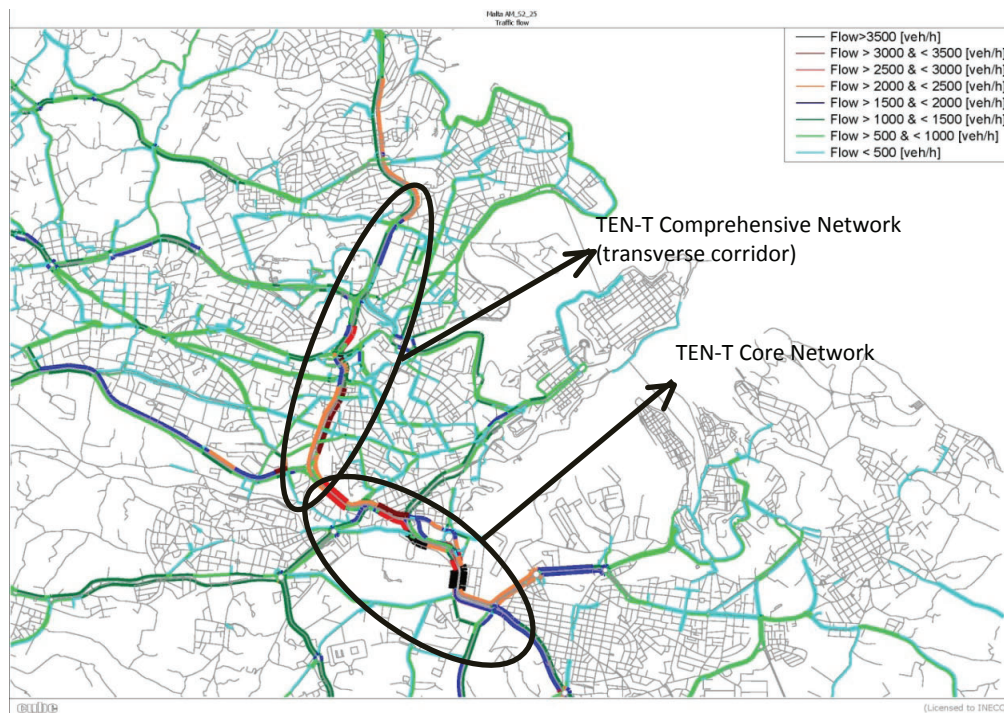 Malta AM_S2_25
Traffic flow
Flow>3500 [veh/h]
Flow > 3000 & < 3500 [veh/h]
Flow > 2500 & < 3000 [veh/h]
Flow > 2000 & < 2500 [veh/h]
Flow > 1500 & < 2000 [veh/h]
Flow > 1000 & < 1500 [veh/h]
Flow > 500 & < 1000 [veh/h]
Flow < 500 [veh/h]
TEN-T Comprehensive Network
(transverse corridor)
TEN-T Core Network
cube
(Licensed to INECO